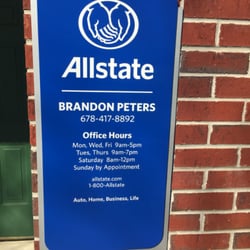 Allstate
BRANDON PETERS
678-417-8892
Office Hours
Mon, Wed, Fri 9am-5pm
Tues, Thurs 9am-7pm
Saturday 8am-12pm
Sunday by Appointment
allstate.com
1-800-Allstate
Auto, Home, Business, Life